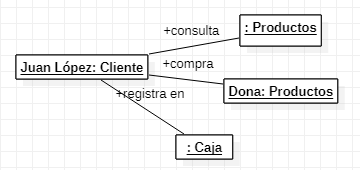 +consulta
: Productos
Juan López: Cliente
+compra
Dona: Productos
+registra en
: Caja